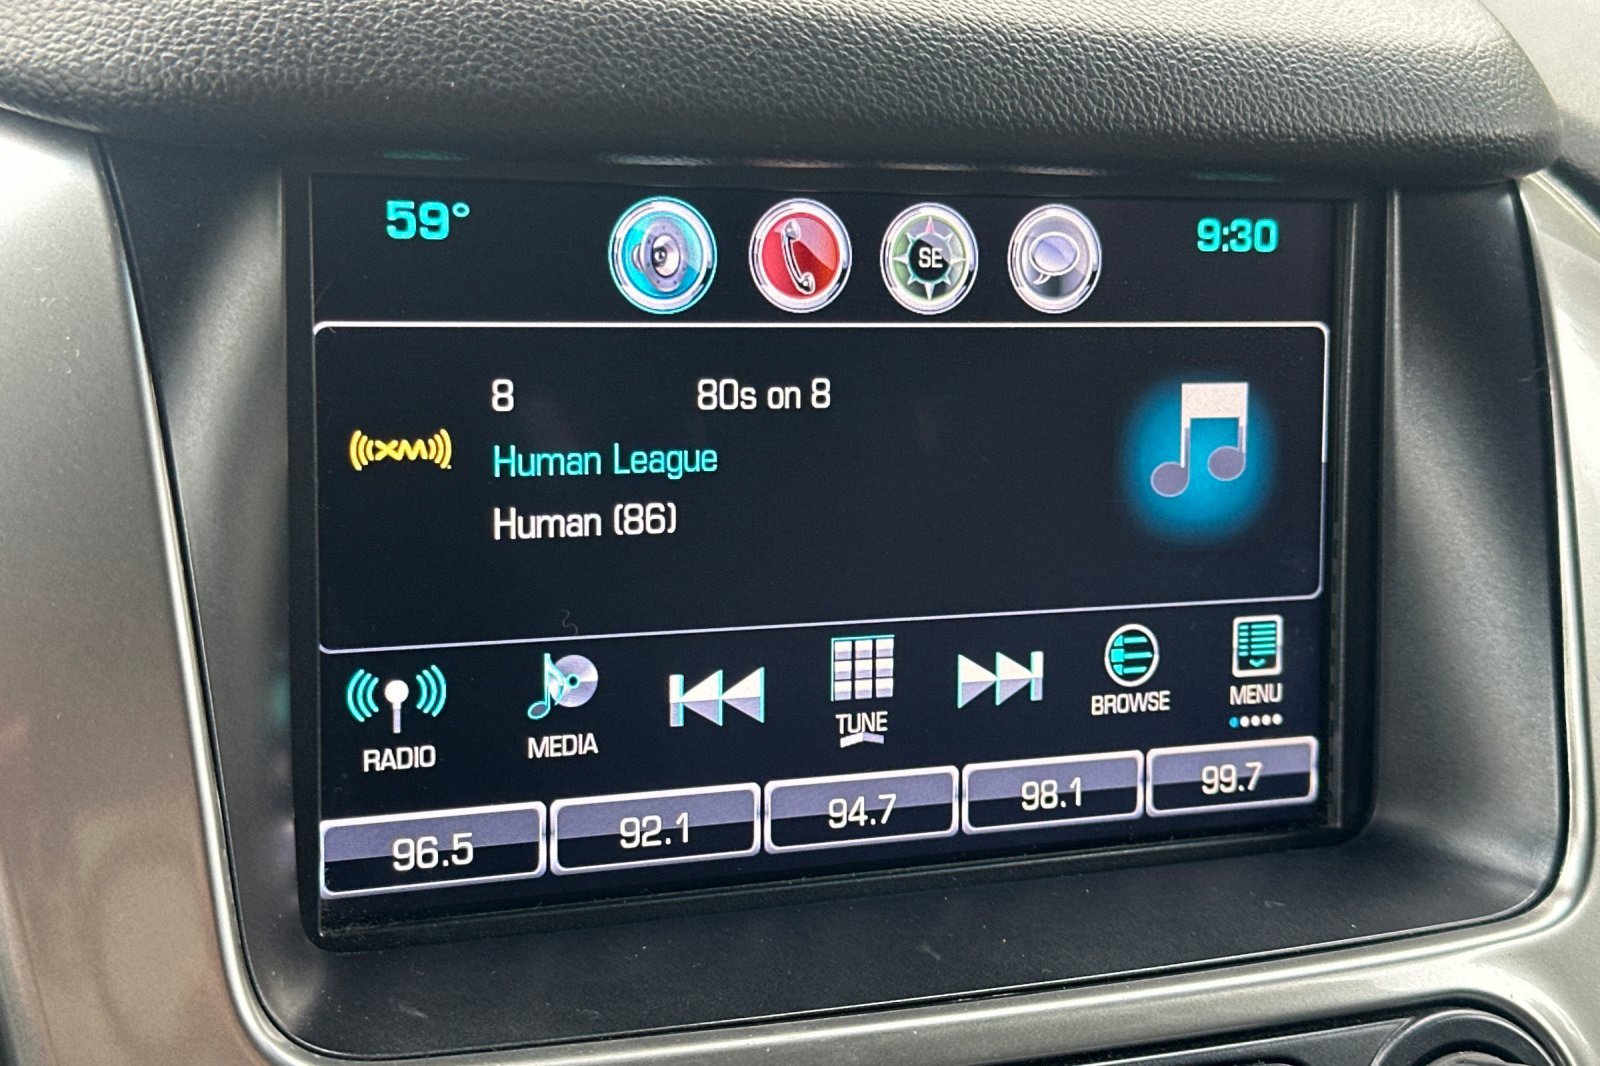 59°
SE
9:30
8 80s on 8
((XM))
Human League
Human (86)
RADIO
MEDIA
TUNE
BROWSE
MENU
96.5
92.1
94.7
98.1
99.7